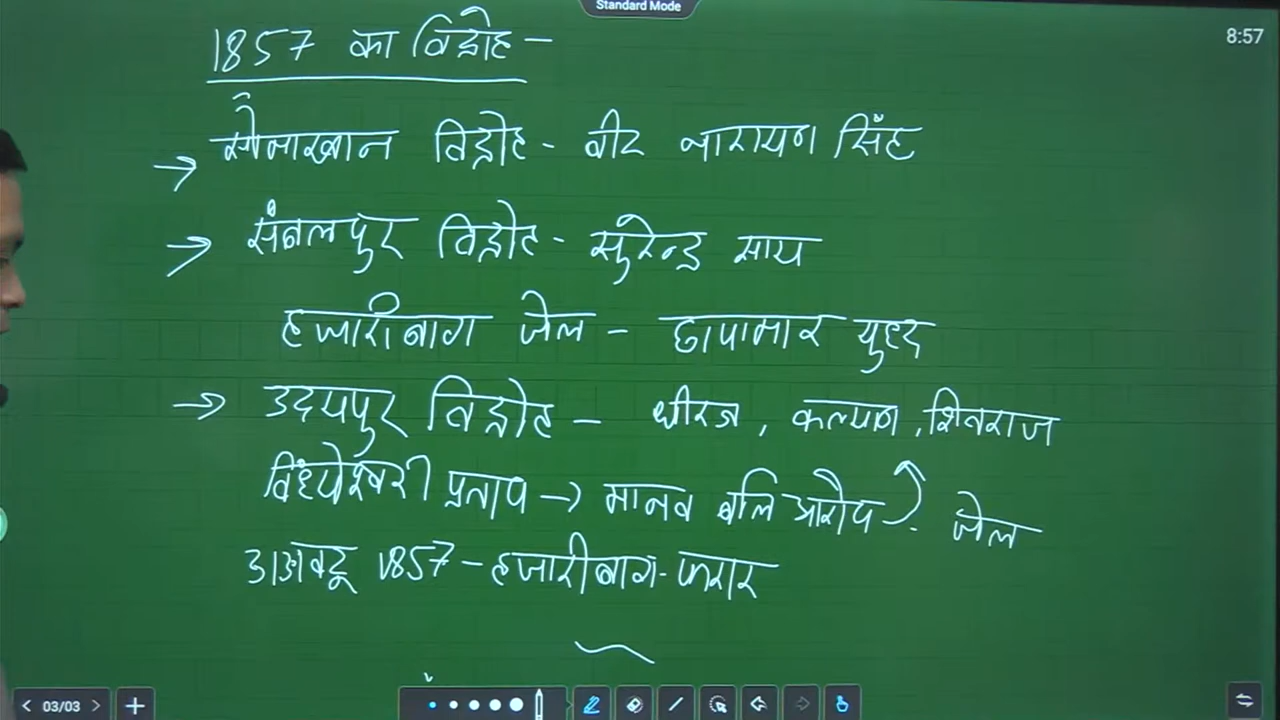 Standard Mode
8:57
1857 का विद्रोह -
→ सोनाखान विद्रोह - वीर नारायण सिंह
→ संबलपुर विद्रोह - सुरेन्द्र साय
हजारीबाग जेल - छापामार युद्ध
→ उदयपुर विद्रोह - धीरज, कल्याण, शिवराज
विंध्येश्वरी प्रताप → मानव बलि आरोप जेल
31 अक्टू 1857 - हजारीबाग - फरार
< 03/03 > +